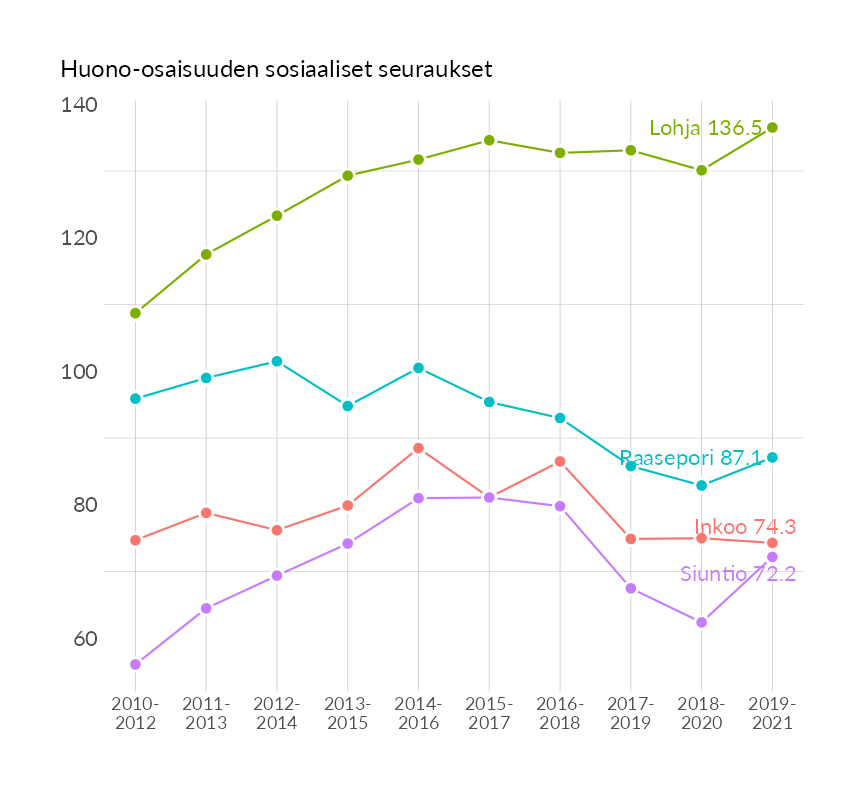 Huono-osaisuuden sosiaaliset seuraukset
140
Lohja 136.5
120
100
Raasepori 87.1
80
Inkoo 74.3
Siuntio 72.2
60
2010- 2011- 2012- 2013- 2014- 2015- 2016- 2017- 2018- 2019-
2012 2013 2014 2015 2016 2017 2018 2019 2020 2021